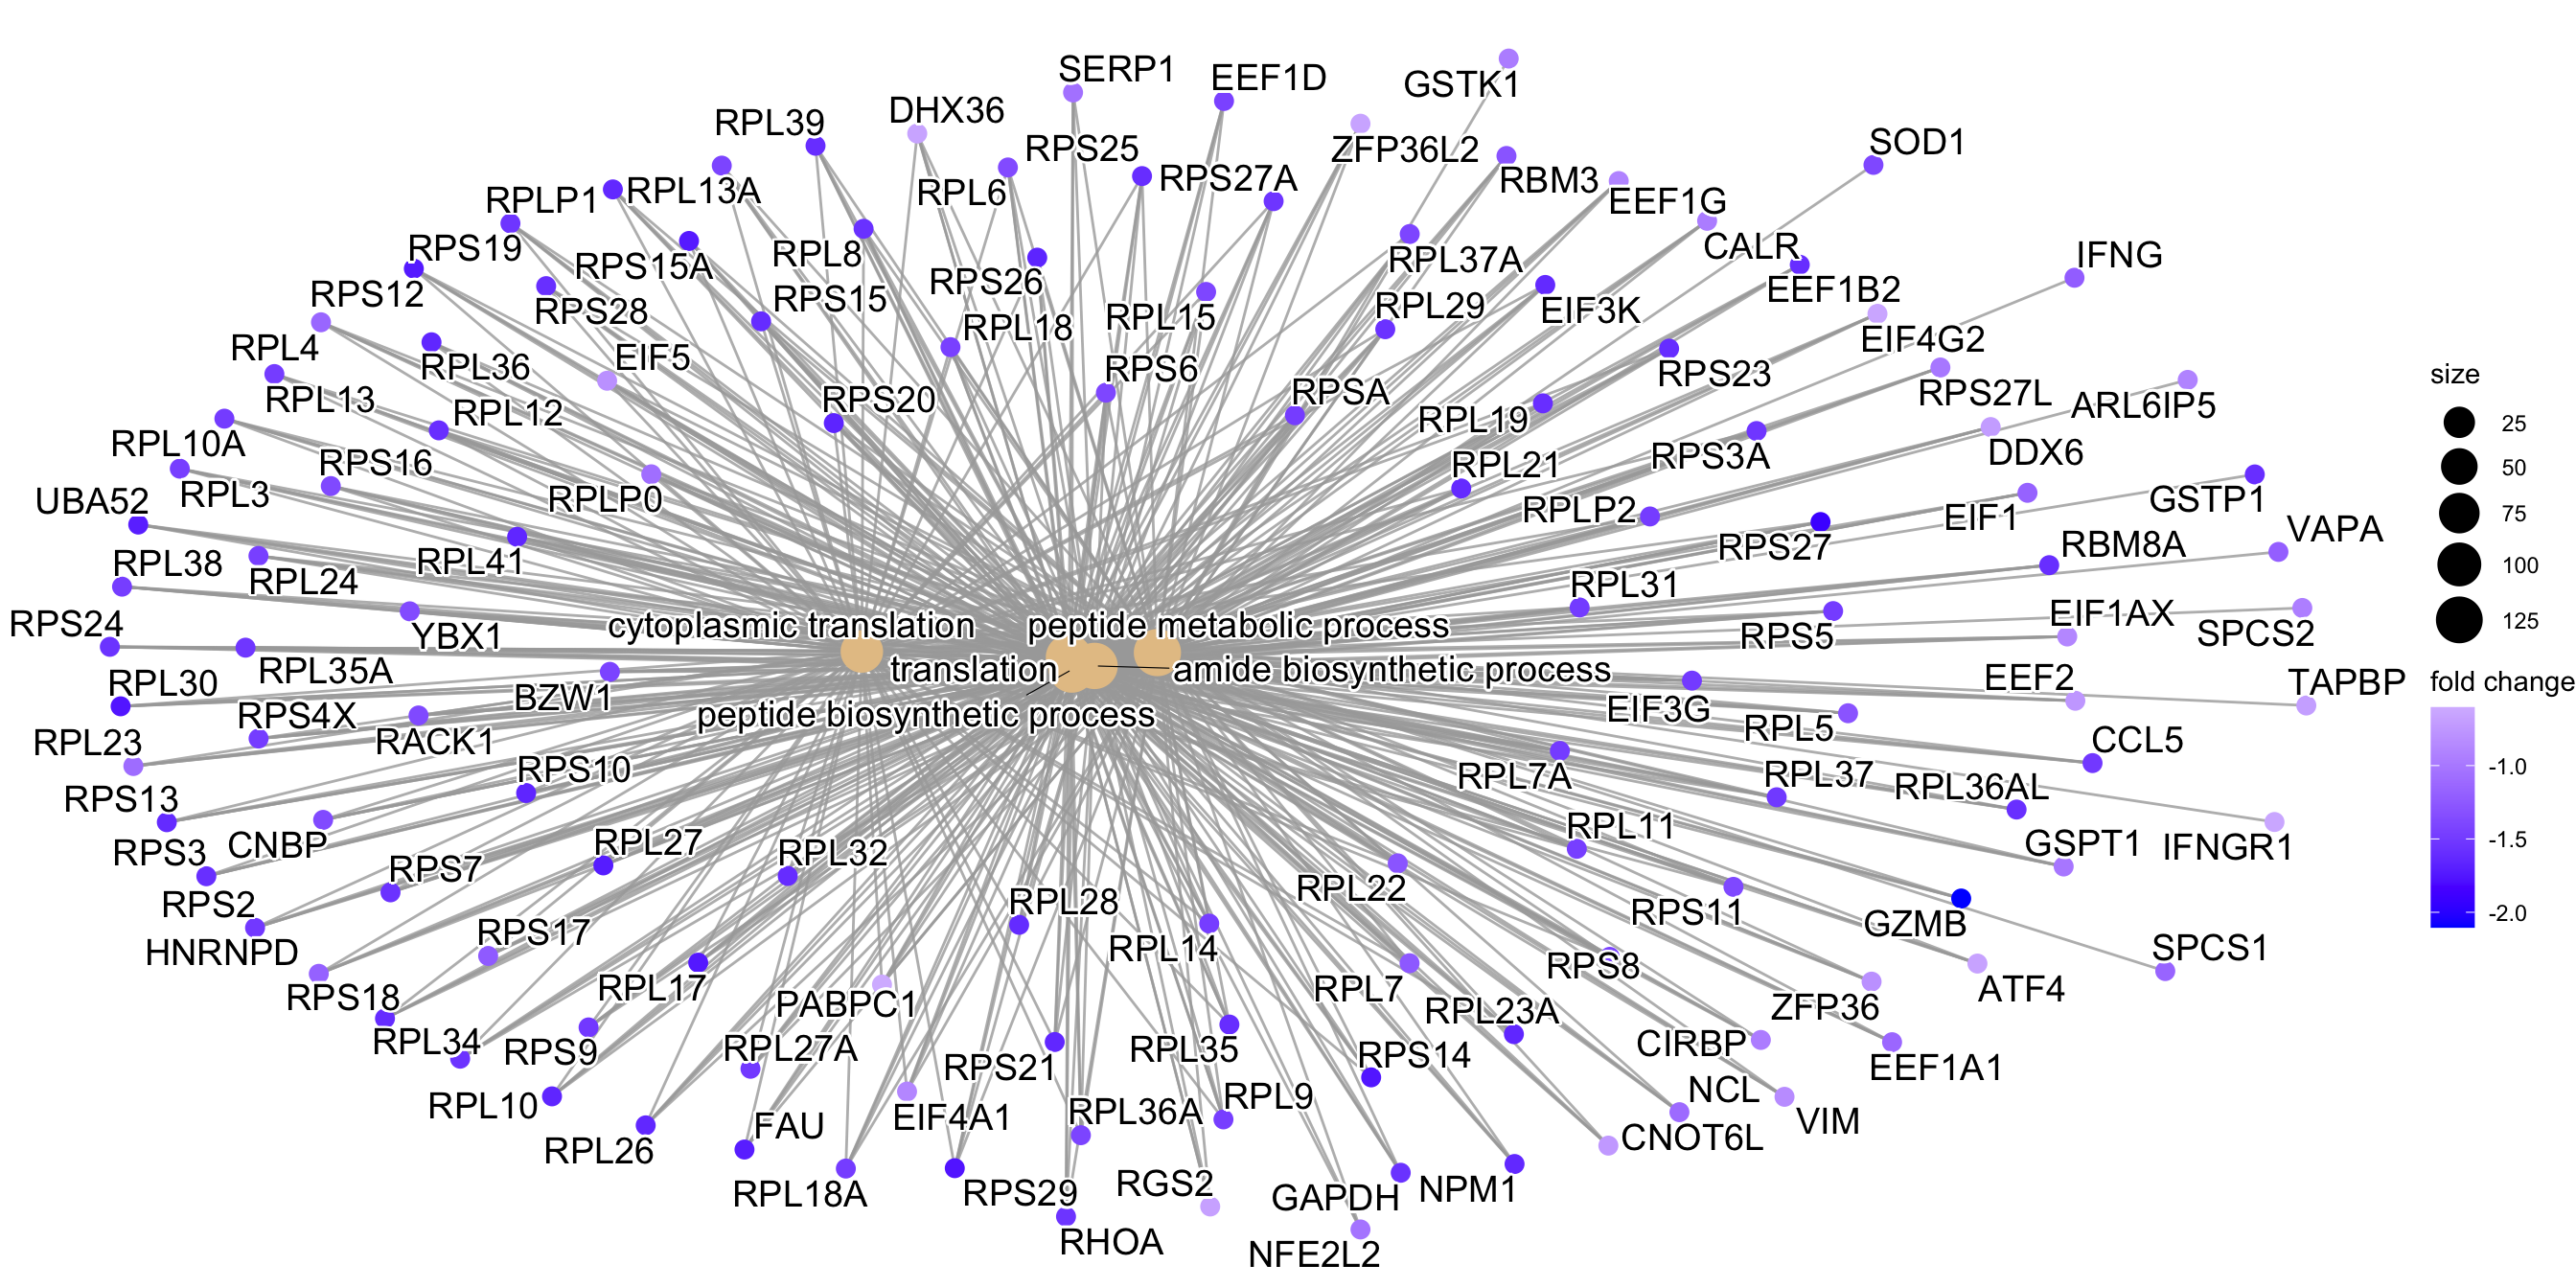 SERP1
EEF1D
GSTK1
RPL39
DHX36
RPS25
ZFP36L2
SOD1
RPLP1
RPL13A
RPL6
RPS27A
RBM3
EEF1G
RPS19
RPS15A
RPL8
RPL37A
CALR
IFNG
RPS12
RPS28
RPS15
RPS26
RPL18
RPL15
RPL29
EIF3K
EEF1B2
EIF4G2
RPL4
RPL36
EIF5
RPS6
RPS23
size
RPL13
RPL12
RPS20
RPSA
RPL19
RPS27L
ARL6IP5
25
RPL10A
RPS16
RPL21
RPS3A
DDX6
50
UBA52
RPL3
RPLP0
RPLP2
EIF1
GSTP1
75
RPL38
RPL24
RPL41
RPS27
RBM8A
VAPA
100
RPL31
RPS24
YBX1
cytoplasmic translation
peptide metabolic process
RPS5
EIF1AX
SPCS2
125
RPL30
RPL35A
BZW1
translation
amide biosynthetic process
EEF2
TAPBP
fold change
RPL23
RPS4X
RACK1
peptide biosynthetic process
EIF3G
RPL5
CCL5
RPS13
RPS10
RPL7A
RPL37
RPL36AL
-1.0
RPS3
CNBP
RPL27
RPL32
RPL11
GSPT1
IFNGR1
-1.5
RPS2
RPS7
RPL28
RPL22
RPS11
GZMB
-2.0
HNRNPD
RPS17
RPL14
RPS8
SPCS1
RPS18
RPL17
PABPC1
RPL7
RPL23A
ZFP36
ATF4
RPL34
RPS9
RPL27A
RPS21
RPL35
RPS14
CIRBP
EEF1A1
RPL10
FAU
EIF4A1
RPL36A
RPL9
NCL
VIM
RPL26
CNOT6L
RPL18A
RPS29
RGS2
GAPDH
NPM1
RHOA
NFE2L2